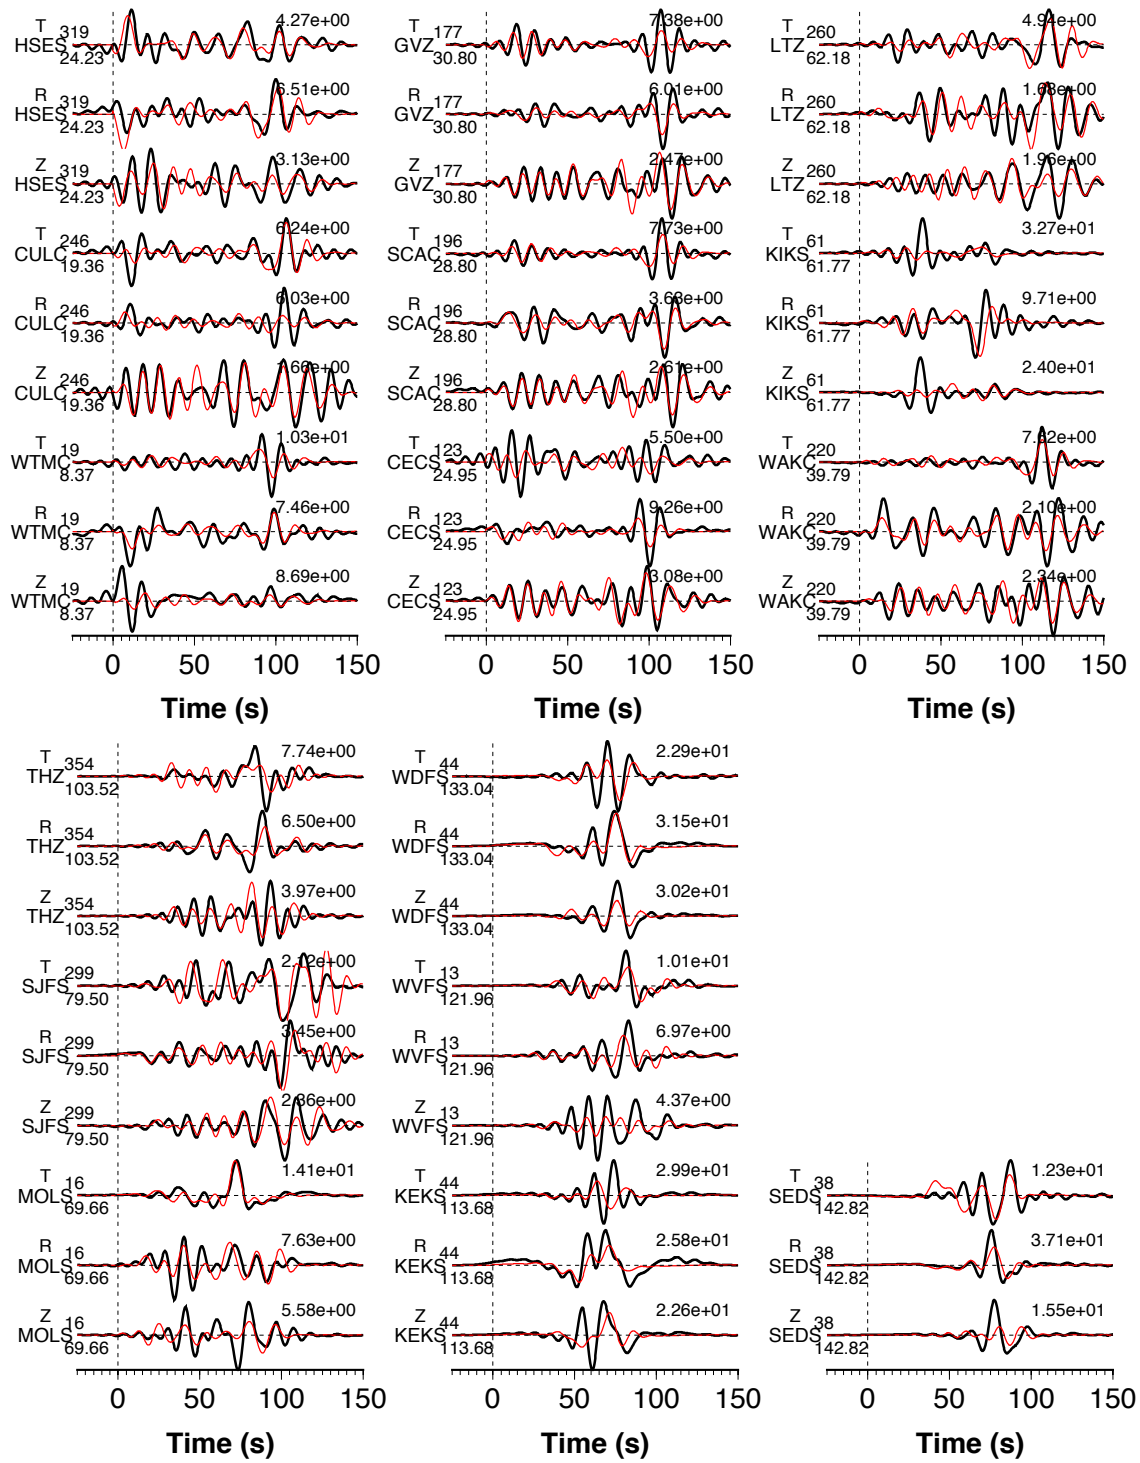 T
HSES 319 24.23 4.27e+00
R
HSES 319 24.23 6.51e+00
Z
HSES 319 24.23 3.13e+00
T
CULC 246 19.36 6.24e+00
R
CULC 246 19.36 6.03e+00
Z
CULC 246 19.36 1.66e+00
T
WTMC 19 8.37 1.03e+01
R
WTMC 19 8.37 7.46e+00
Z
WTMC 19 8.37 8.69e+00
0 50 100 150
Time (s)
T
GVZ 177 30.80 7.38e+00
R
GVZ 177 30.80 6.01e+00
Z
GVZ 177 30.80 2.47e+00
T
SCAC 196 28.80 7.73e+00
R
SCAC 196 28.80 3.63e+00
Z
SCAC 196 28.80 2.61e+00
T
CECS 123 24.95 5.50e+00
R
CECS 123 24.95 9.26e+00
Z
CECS 123 24.95 3.08e+00
0 50 100 150
Time (s)
T
LTZ 260 62.18 4.94e+00
R
LTZ 260 62.18 1.68e+00
Z
LTZ 260 62.18 1.96e+00
T
KIKS 61 61.77 3.27e+01
R
KIKS 61 61.77 9.71e+00
Z
KIKS 61 61.77 2.40e+01
T
WAKC 220 39.79 7.92e+00
R
WAKC 220 39.79 2.10e+00
Z
WAKC 220 39.79 2.34e+00
0 50 100 150
Time (s)
T
THZ 354 103.52 7.74e+00
R
THZ 354 103.52 6.50e+00
Z
THZ 354 103.52 3.97e+00
T
SJFS 299 79.50 2.12e+00
R
SJFS 299 79.50 3.45e+00
Z
SJFS 299 79.50 2.36e+00
T
MOLS 16 69.66 1.41e+01
R
MOLS 16 69.66 7.63e+00
Z
MOLS 16 69.66 5.58e+00
0 50 100 150
Time (s)
T
WDFS 44 133.04 2.29e+01
R
WDFS 44 133.04 3.15e+01
Z
WDFS 44 133.04 3.02e+01
T
WVFS 13 121.96 1.01e+01
R
WVFS 13 121.96 6.97e+00
Z
WVFS 13 121.96 4.37e+00
T
KEKS 44 113.68 2.99e+01
R
KEKS 44 113.68 2.58e+01
Z
KEKS 44 113.68 2.26e+01
0 50 100 150
Time (s)
T
SEDS 38 142.82 1.23e+01
R
SEDS 38 142.82 3.71e+01
Z
SEDS 38 142.82 1.55e+01
0 50 100 150
Time (s)